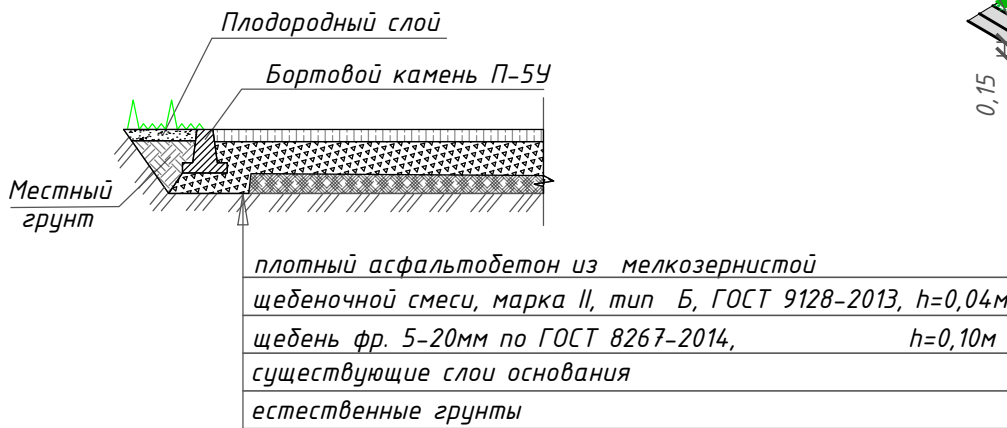 Плодородный слой
Бортовой камень П-5У
0,15
Местный
грунт
плотный асфальтобетон из мелкозернистой
щебеночной смеси, марка II, тип Б, ГОСТ 9128-2013, h=0,04м
щебень фр. 5-20мм по ГОСТ 8267-2014, h=0,10м
существующие слои основания
естественные грунты